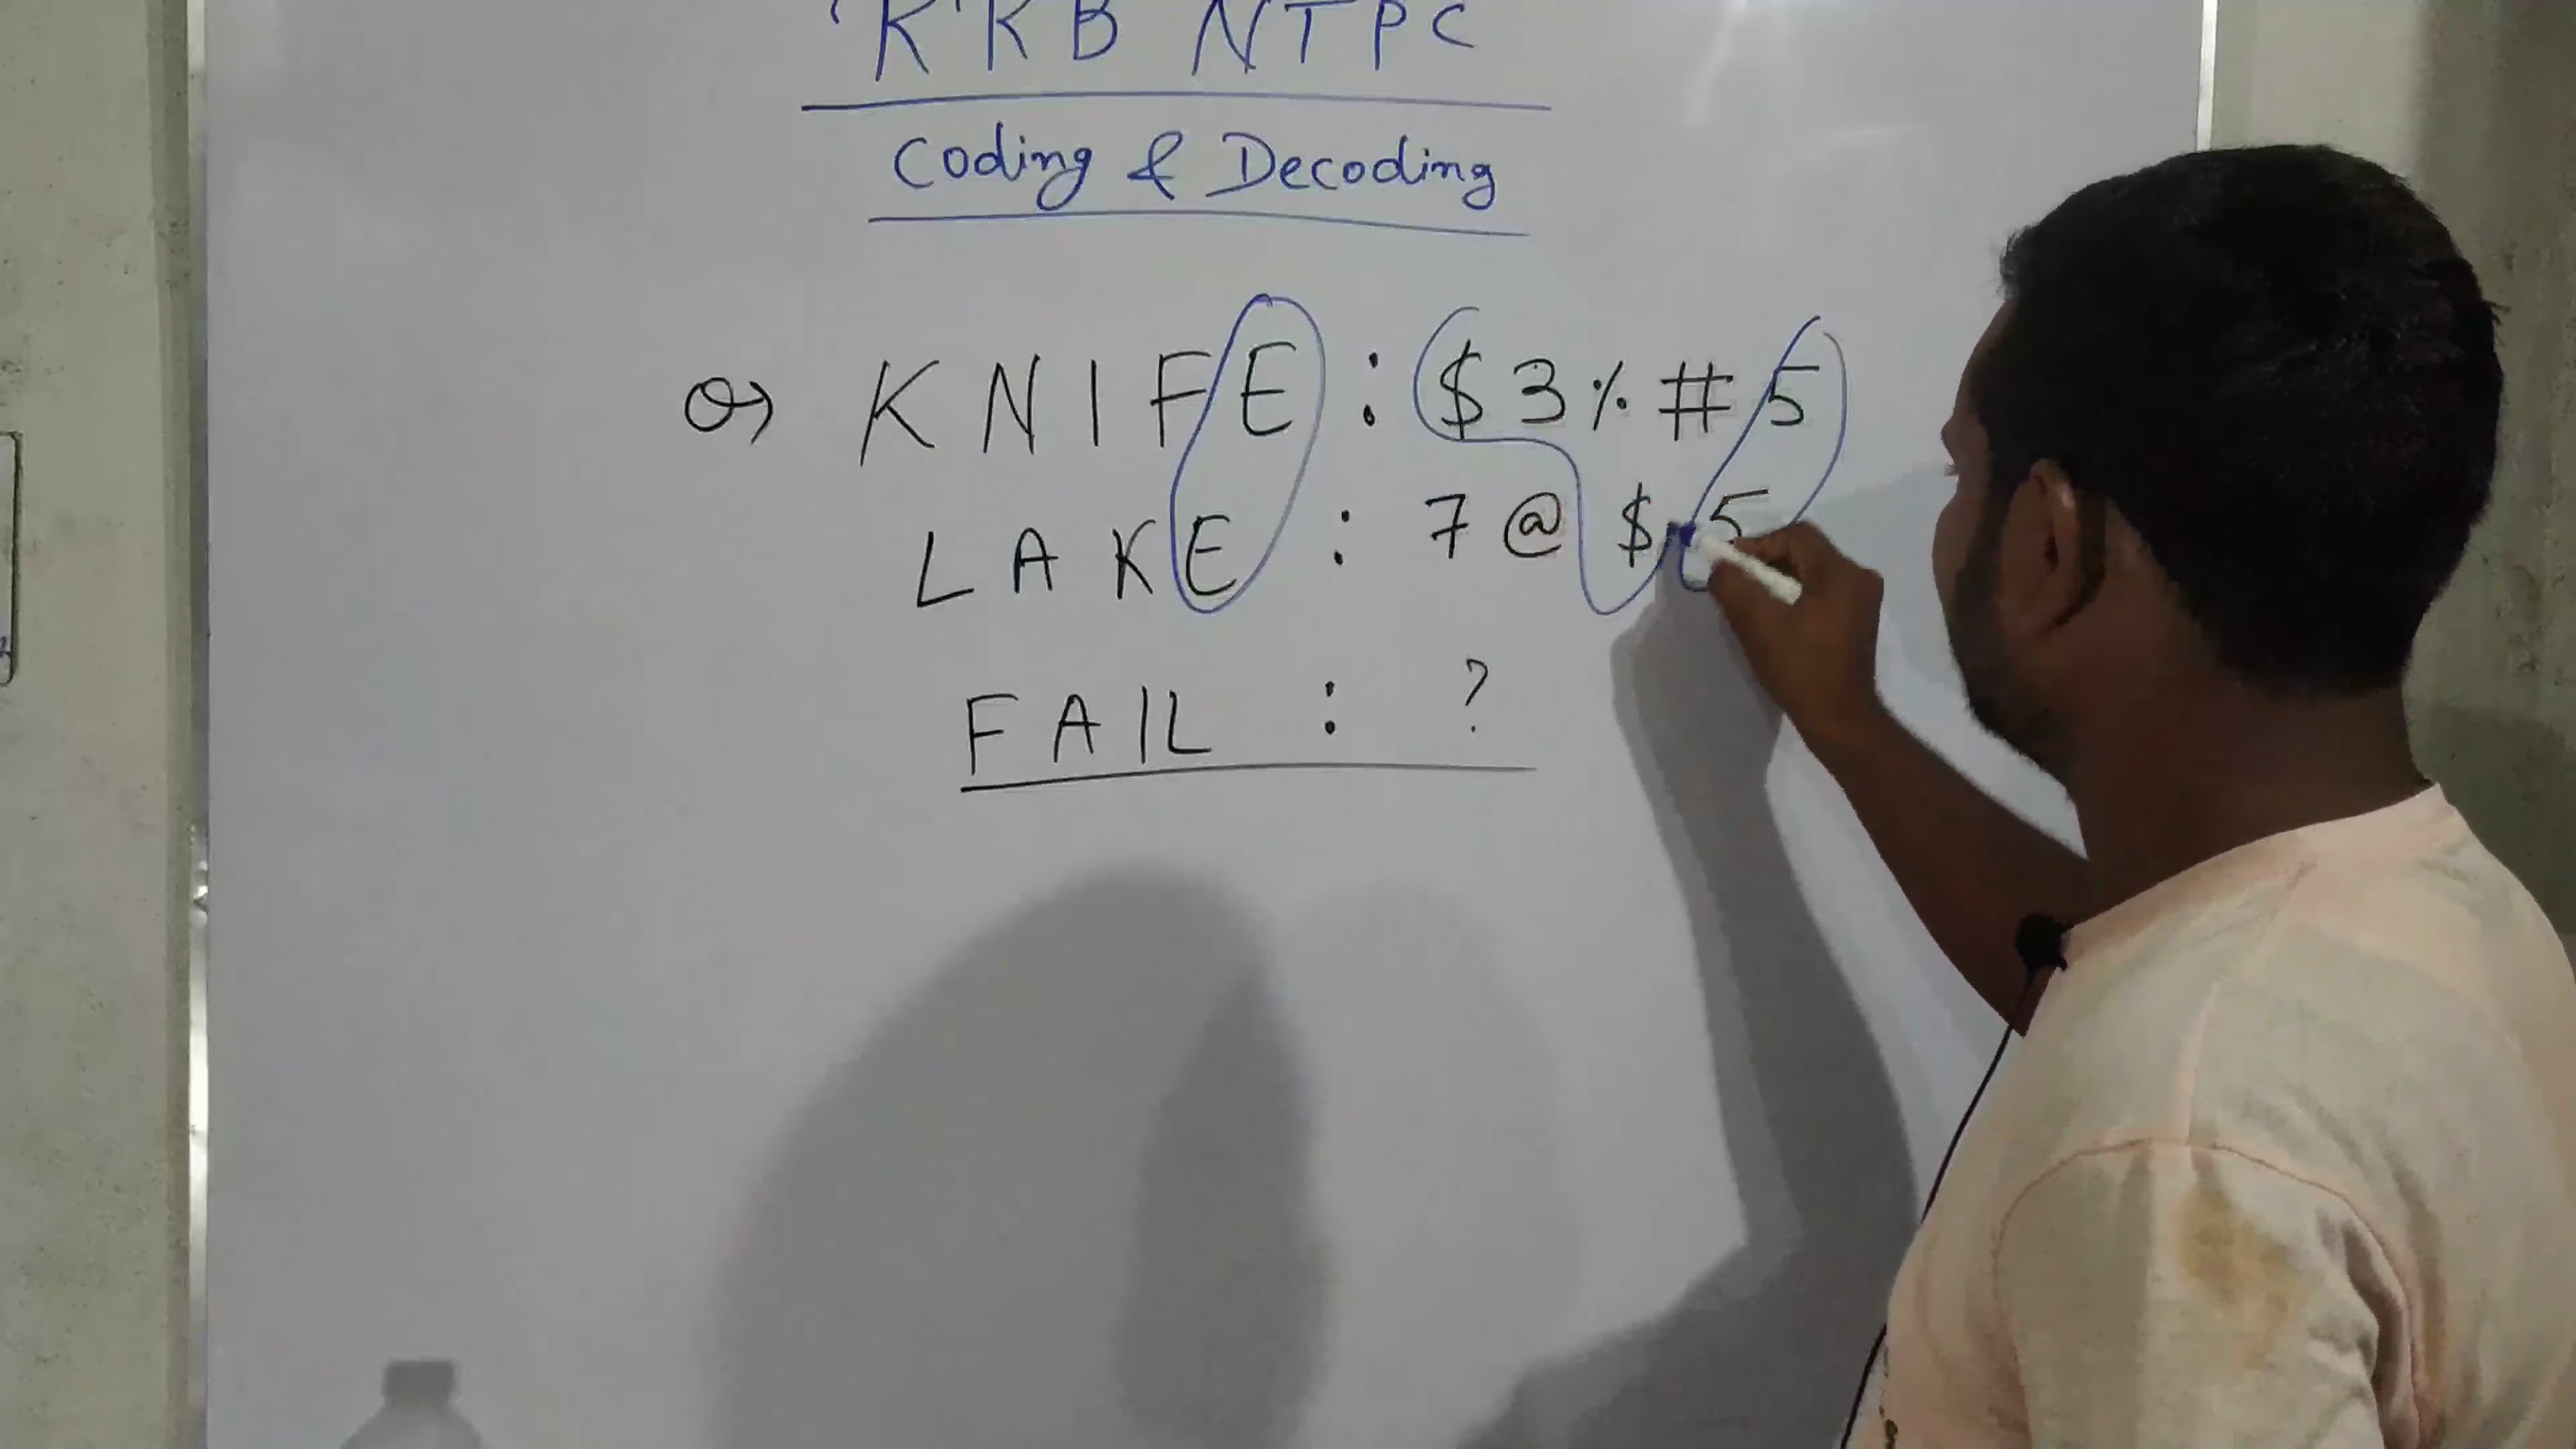 RRB NTPC
Coding & Decoding
Q) KNIFE : $3%#5
LAKE : 7@$5
FAIL : ?